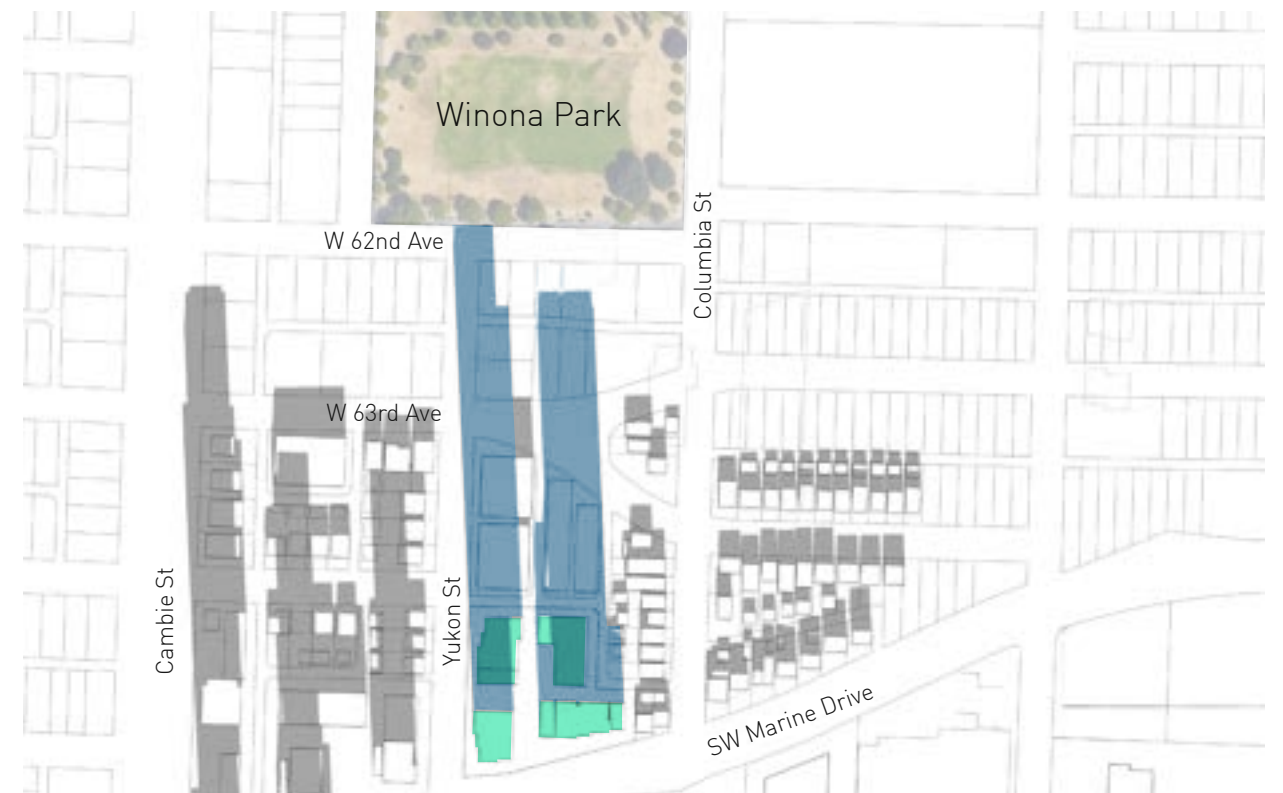 Winona Park
W 62nd Ave
Columbia St
W 63rd Ave
Cambie St
Yukon St
SW Marine Drive